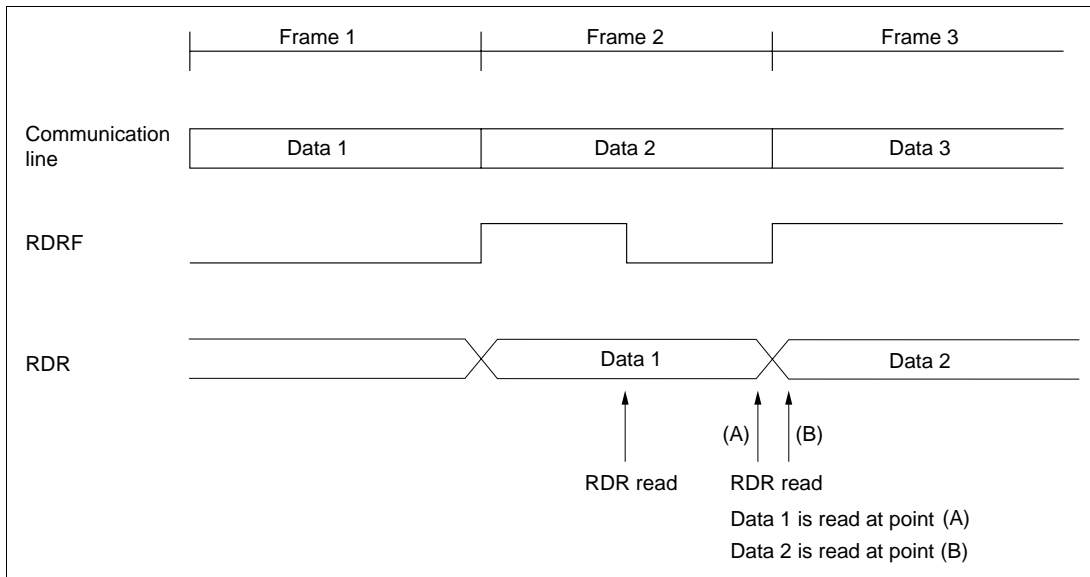 Frame 1 Frame 2 Frame 3
Communication
line
Data 1 Data 2 Data 3
RDRF
RDR
Data 1 Data 2
(A) (B)
RDR read RDR read
Data 1 is read at point (A)
Data 2 is read at point (B)